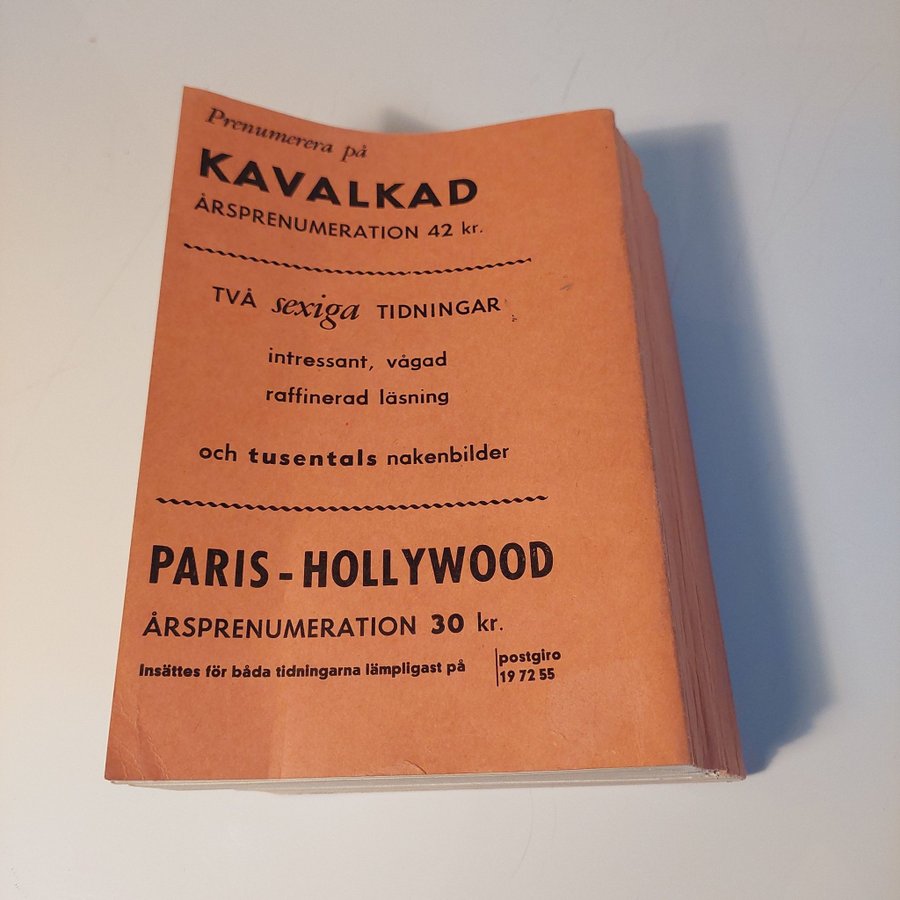 Prenumerera på
KAVALKAD
ÅRSPRENUMERATION 42 kr.
TVÅ sexiga TIDNINGAR
intressant, vågad
raffinerad läsning
och tusentals nakenbilder
PARIS - HOLLYWOOD
ÅRSPRENUMERATION 30 kr.
Insättes för båda tidningarna lämpligast på
postgiro
19 72 55